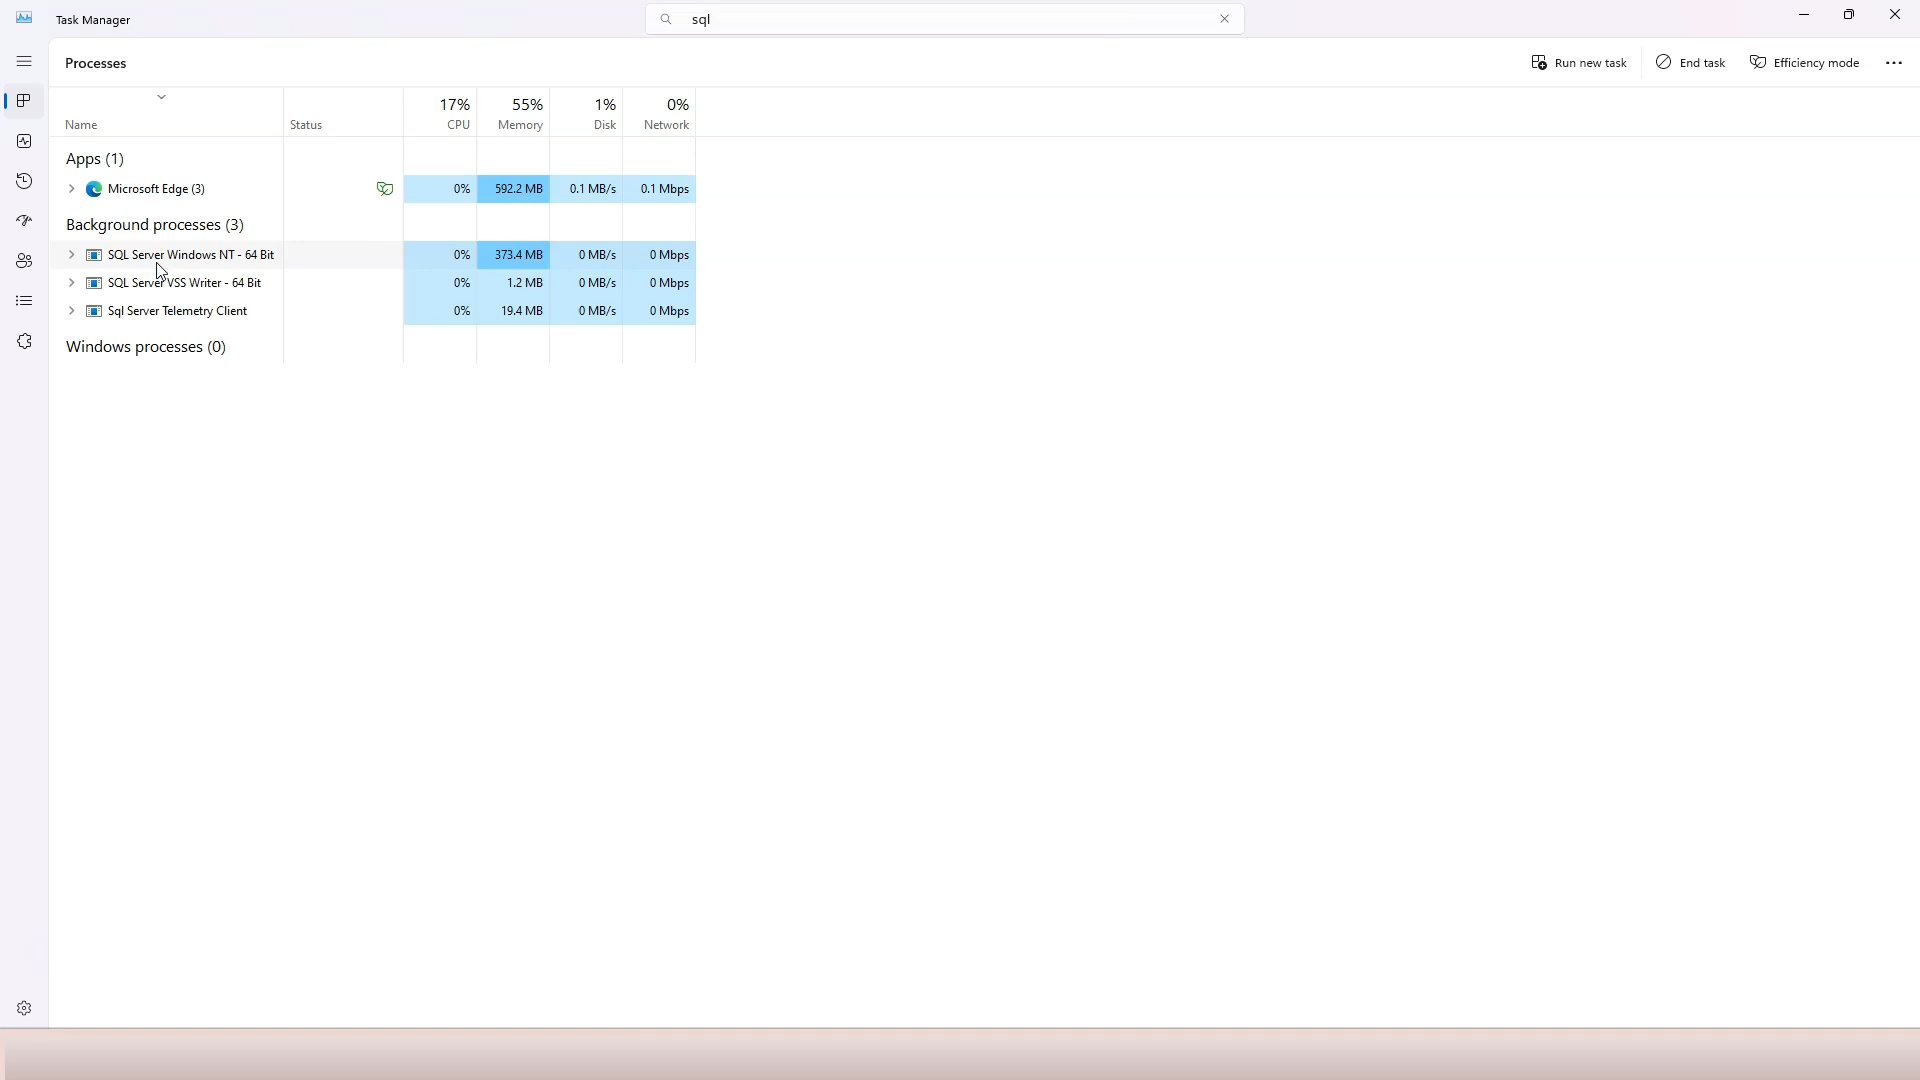 Task Manager
sql
Processes
Run new task
End task
Efficiency mode
17% 55% 1% 0%
Name Status CPU Memory Disk Network
Apps (1)
Microsoft Edge (3) 0% 592.2 MB 0.1 MB/s 0.1 Mbps
Background processes (3)
SQL Server Windows NT - 64 Bit 0% 373.4 MB 0 MB/s 0 Mbps
SQL Server VSS Writer - 64 Bit 0% 1.2 MB 0 MB/s 0 Mbps
Sql Server Telemetry Client 0% 19.4 MB 0 MB/s 0 Mbps
Windows processes (0)